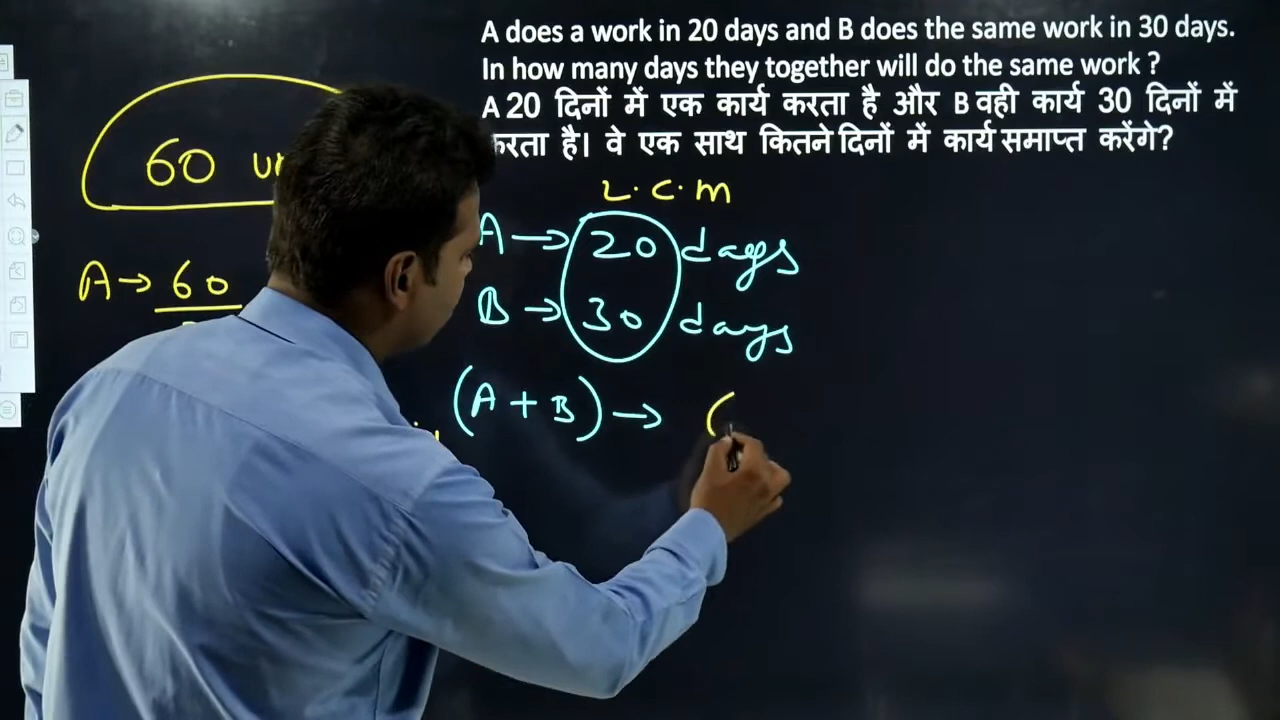 A does a work in 20 days and B does the same work in 30 days.
In how many days they together will do the same work ?
A 20 दिनों में एक कार्य करता है और B वही कार्य 30 दिनों में
करता है। वे एक साथ कितने दिनों में कार्य समाप्त करेंगे?
L.C.M
60
A → 20 days
B → 30 days
A → 60
(A + B) → (